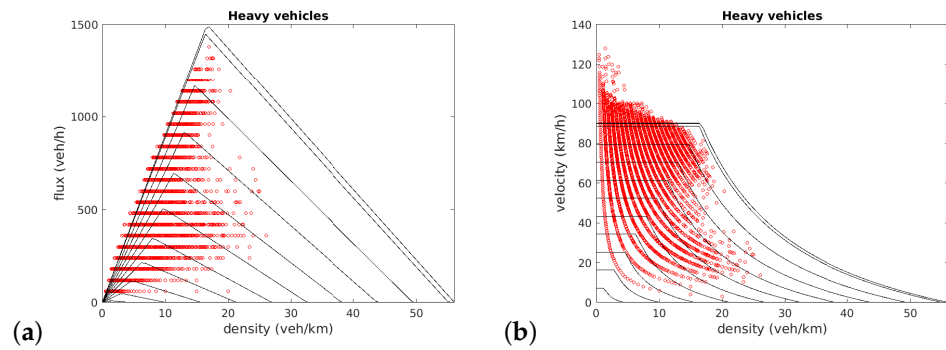 Heavy vehicles
1500
1000
500
0
flux (veh/h)
0 10 20 30 40 50
density (veh/km)
(a)
Heavy vehicles
140
120
100
80
60
40
20
0
velocity (km/h)
0 10 20 30 40 50
density (veh/km)
(b)